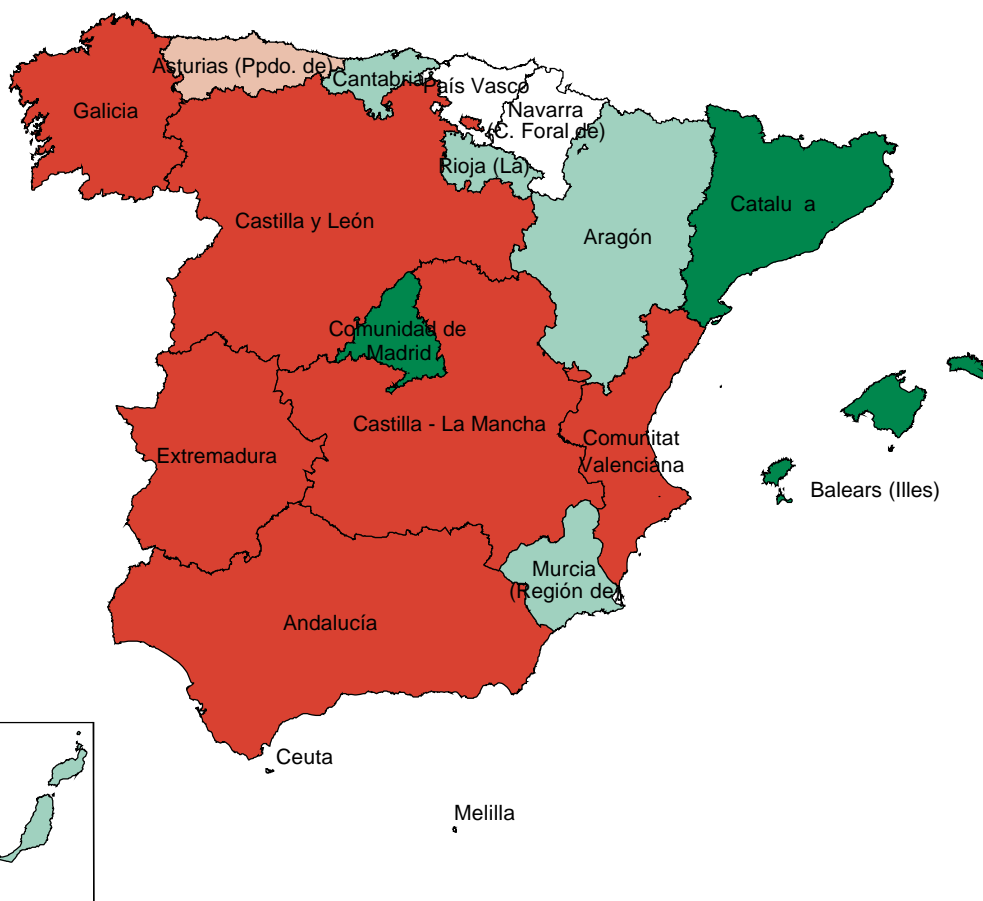 Asturias (Ppdo. de)
Cantabria
País Vasco
Galicia
Navarra
(C. Foral de)
Rioja (La)
Catalu a
Castilla y León
Aragón
Comunidad de
Madrid
Castilla - La Mancha
Comunitat
Valenciana
Extremadura
Balears (Illes)
Murcia
(Región de)
Andalucía
Ceuta
Melilla